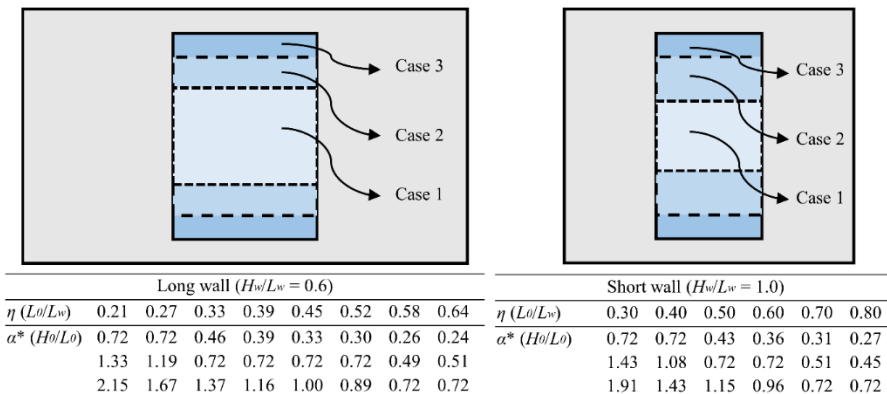 Case 3
Case 2
Case 1
Case 3
Case 2
Case 1
Long wall (Hw/Lw = 0.6)
η (L0/Lw) 0.21 0.27 0.33 0.39 0.45 0.52 0.58 0.64
α* (H0/L0) 0.72 0.72 0.46 0.39 0.33 0.30 0.26 0.24
1.33 1.19 0.72 0.72 0.72 0.72 0.49 0.51
2.15 1.67 1.37 1.16 1.00 0.89 0.72 0.72
Short wall (Hw/Lw = 1.0)
η (L0/Lw) 0.30 0.40 0.50 0.60 0.70 0.80
α* (H0/L0) 0.72 0.72 0.43 0.36 0.31 0.27
1.43 1.08 0.72 0.72 0.51 0.45
1.91 1.43 1.15 0.96 0.72 0.72